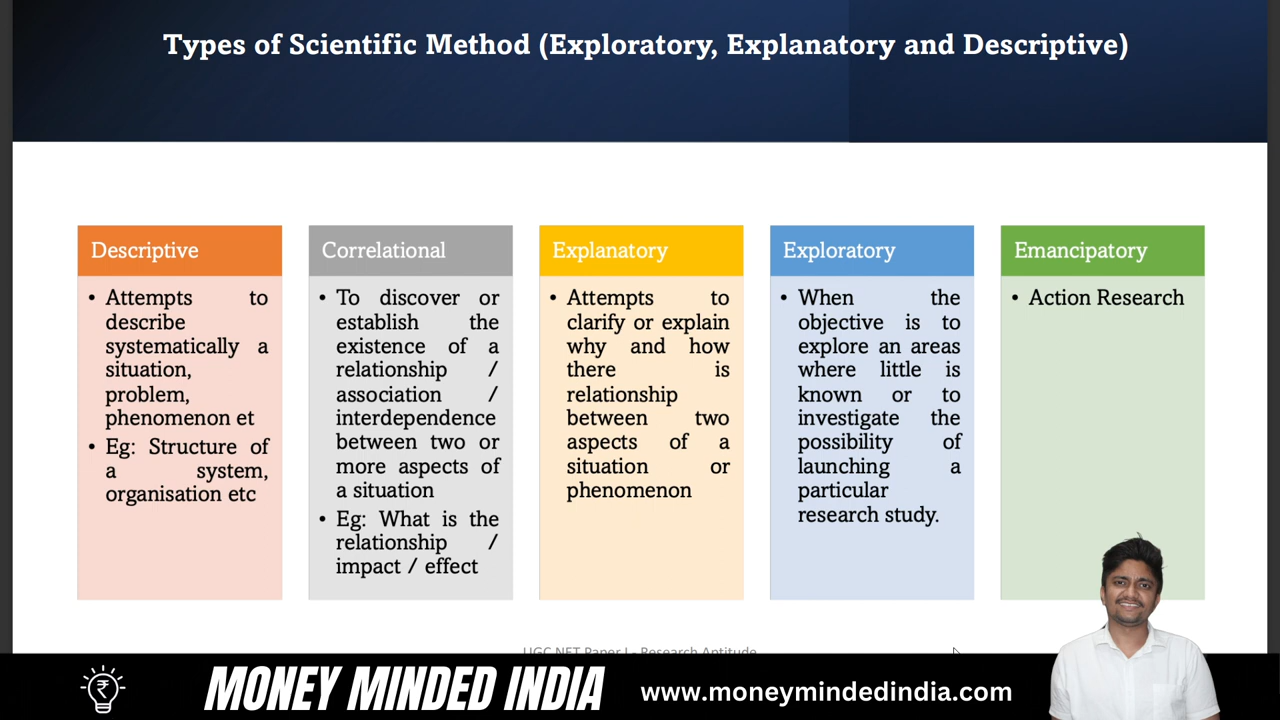 Types of Scientific Method (Exploratory, Explanatory and Descriptive)
Descriptive
• Attempts to
describe
systematically a
situation,
problem,
phenomenon et
• Eg: Structure of
a system,
organisation etc
Correlational
• To discover or
establish the
existence of a
relationship /
association /
interdependence
between two or
more aspects of
a situation
• Eg: What is the
relationship /
impact / effect
Explanatory
• Attempts to
clarify or explain
why and how
there is
relationship
between two
aspects of a
situation or
phenomenon
Exploratory
• When the
objective is to
explore an areas
where little is
known or to
investigate the
possibility of
launching a
particular
research study.
Emancipatory
• Action Research
UGC NET Paper I - Research Aptitude
₹
MONEY MINDED INDIA
www.moneymindedindia.com